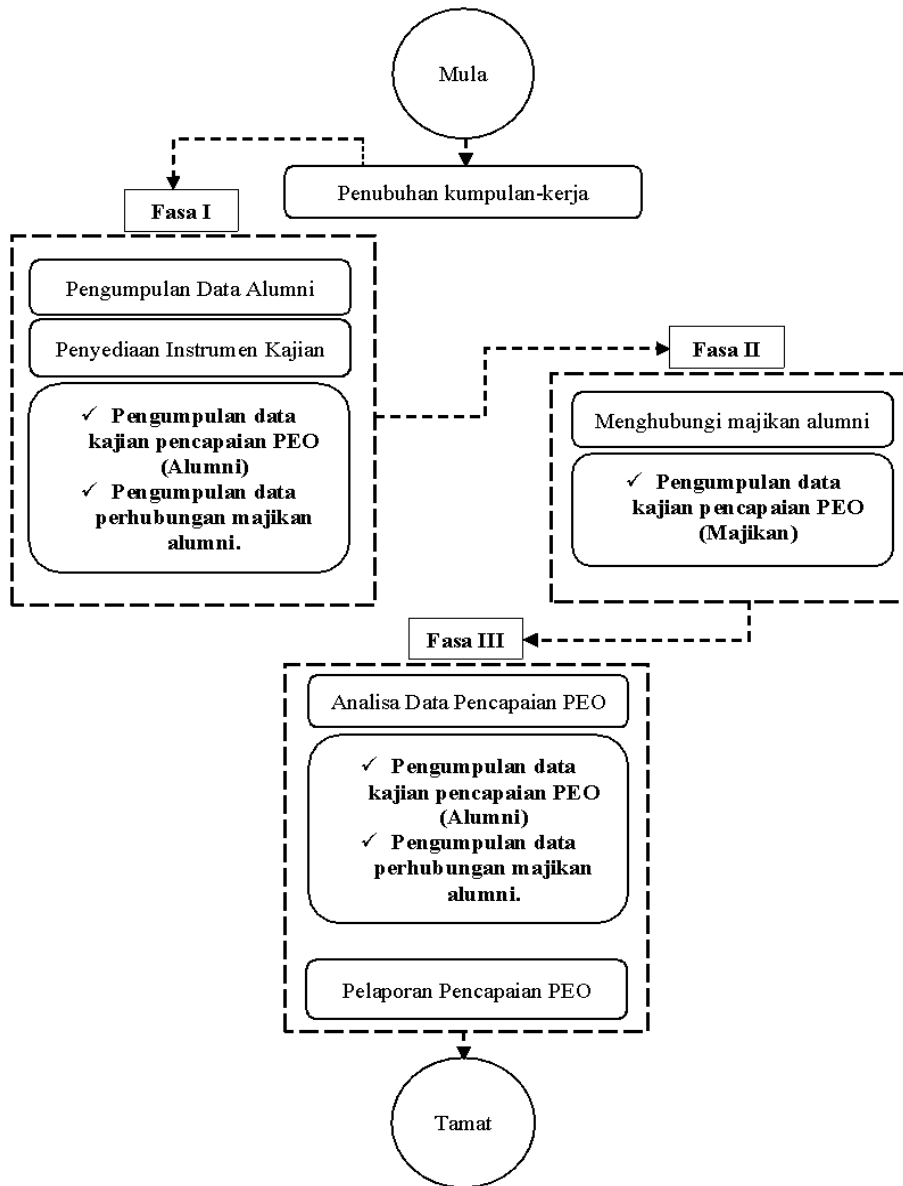 Mula
Penubuhan kumpulan-kerja
Fasa I
Pengumpulan Data Alumni
Penyediaan Instrumen Kajian
✓ Pengumpulan data
kajian pencapaian PEO
(Alumni)
✓ Pengumpulan data
perhubungan majikan
alumni.
Fasa II
Menghubungi majikan alumni
✓ Pengumpulan data
kajian pencapaian PEO
(Majikan)
Fasa III
Analisa Data Pencapaian PEO
✓ Pengumpulan data
kajian pencapaian PEO
(Alumni)
✓ Pengumpulan data
perhubungan majikan
alumni.
Pelaporan Pencapaian PEO
Tamat